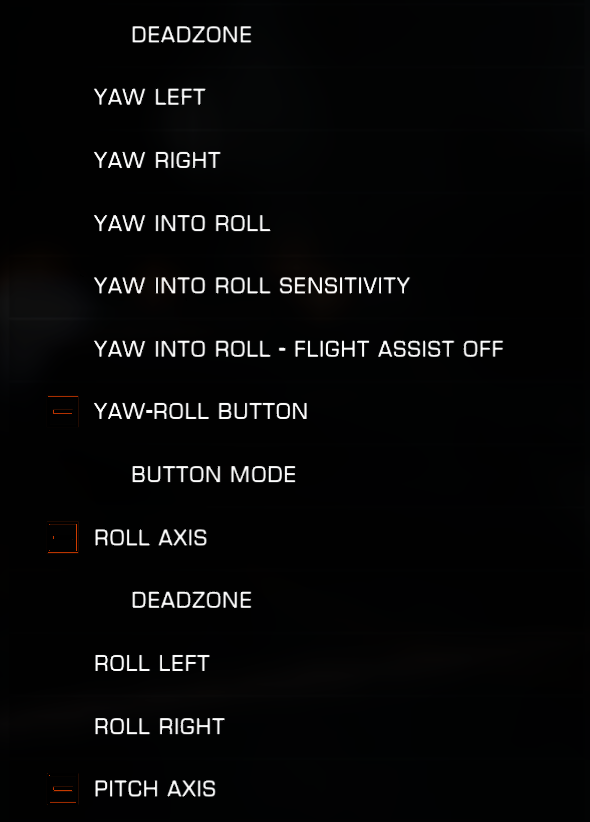 DEADZONE
YAW LEFT
YAW RIGHT
YAW INTO ROLL
YAW INTO ROLL SENSITIVITY
YAW INTO ROLL - FLIGHT ASSIST OFF
YAW-ROLL BUTTON
BUTTON MODE
ROLL AXIS
DEADZONE
ROLL LEFT
ROLL RIGHT
PITCH AXIS